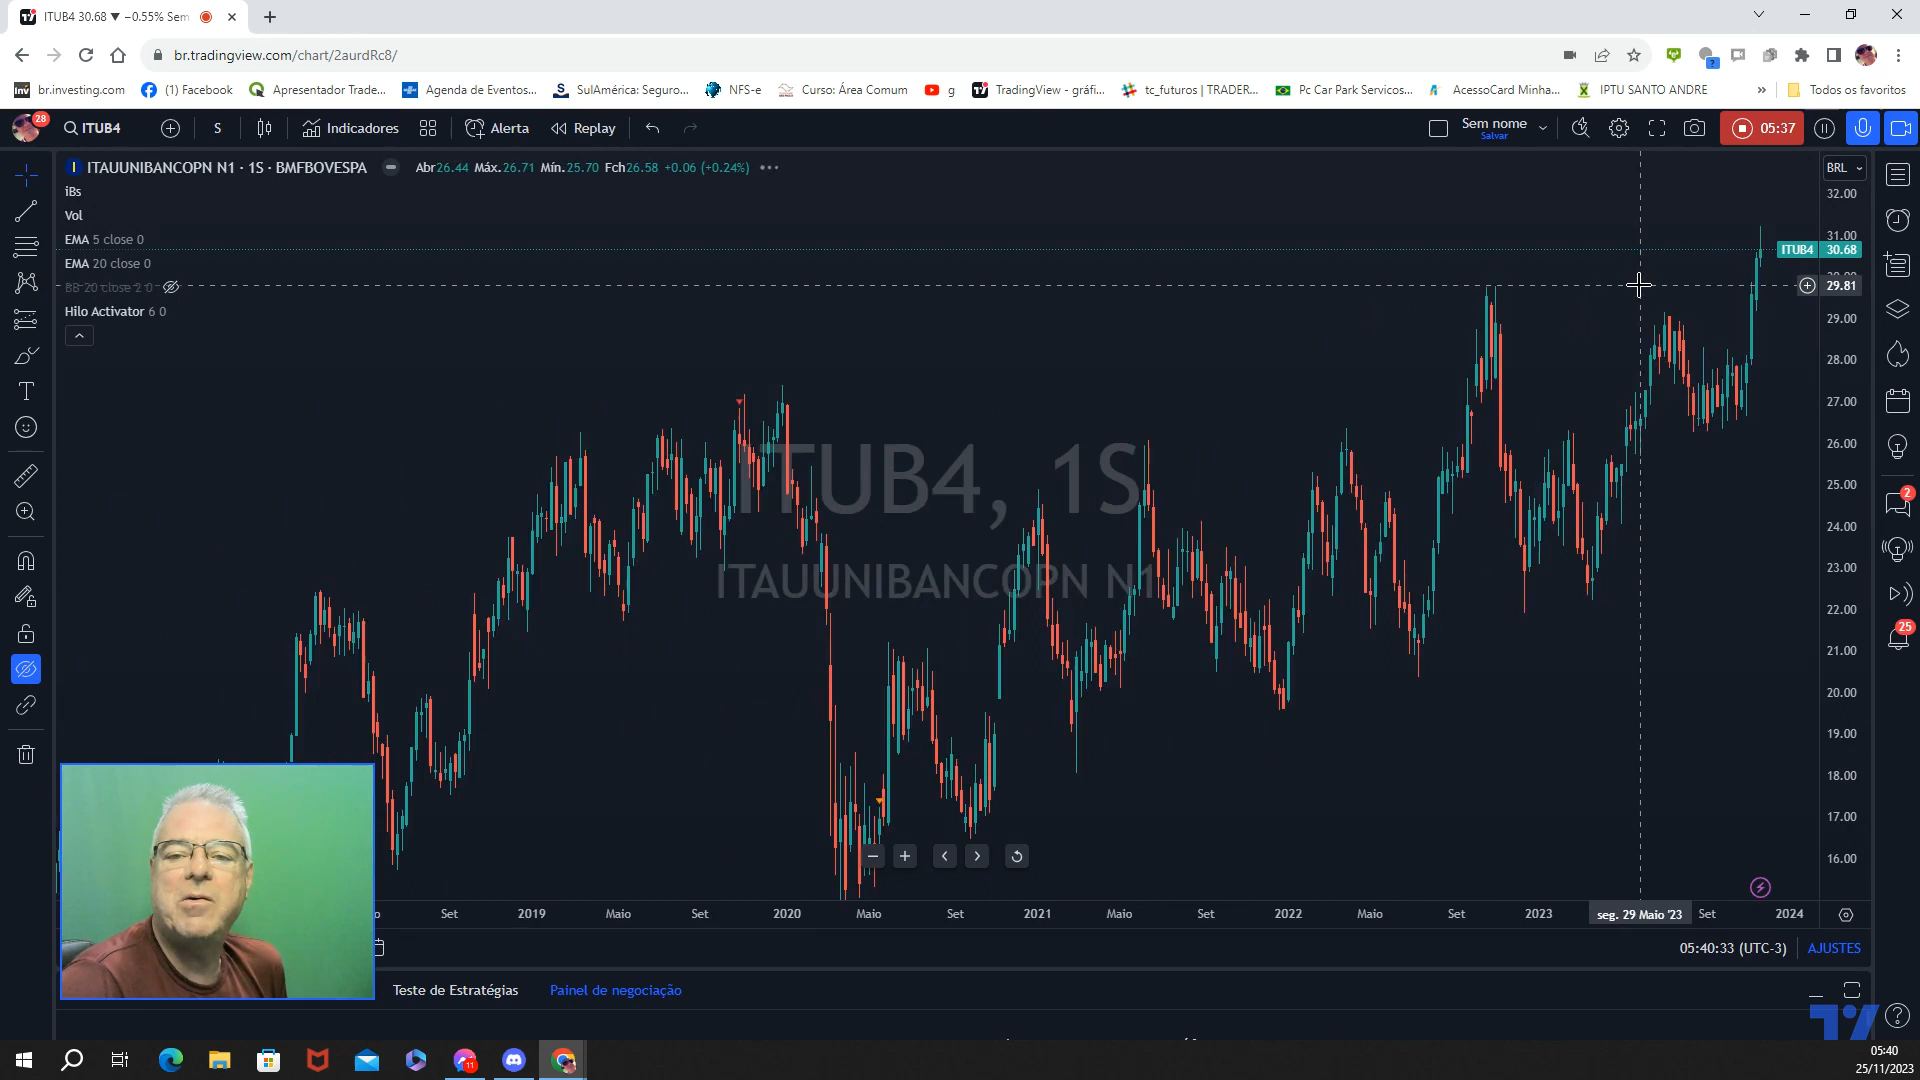 ITUB4 30.68 ▼ −0.55% Sem
br.tradingview.com/chart/2aurdRc8/
br.investing.com
(1) Facebook
Apresentador Trade...
Agenda de Eventos...
SulAmérica: Seguro...
NFS-e
Curso: Área Comum
g
TradingView - gráfi...
tc_futuros | TRADER...
Pc Car Park Servicos...
AcessoCard Minha...
IPTU SANTO ANDRE
»
Todos os favoritos
28
ITUB4
S
Indicadores
Alerta
Replay
Sem nome
Salvar
05:37
ITAUUNIBANCOPN N1 · 1S · BMFBOVESPA
Abr26.44 Máx.26.71 Mín.25.70 Fch26.58 +0.06 (+0.24%)
BRL
iBs
Vol
EMA 5 close 0
EMA 20 close 0
BB 20 close 2 0
Hilo Activator 6 0
32.00
31.00
ITUB4 30.68
29.81
29.00
28.00
27.00
26.00
25.00
24.00
23.00
22.00
21.00
20.00
19.00
18.00
17.00
16.00
ITUB4, 1S
ITAUUNIBANCOPN N1
2
25
Set
2019
Maio
Set
2020
Maio
Set
2021
Maio
Set
2022
Maio
Set
2023
seg. 29 Maio '23
Set
2024
05:40:33 (UTC-3)
AJUSTES
Teste de Estratégias
Painel de negociação
11
05:40
25/11/2023